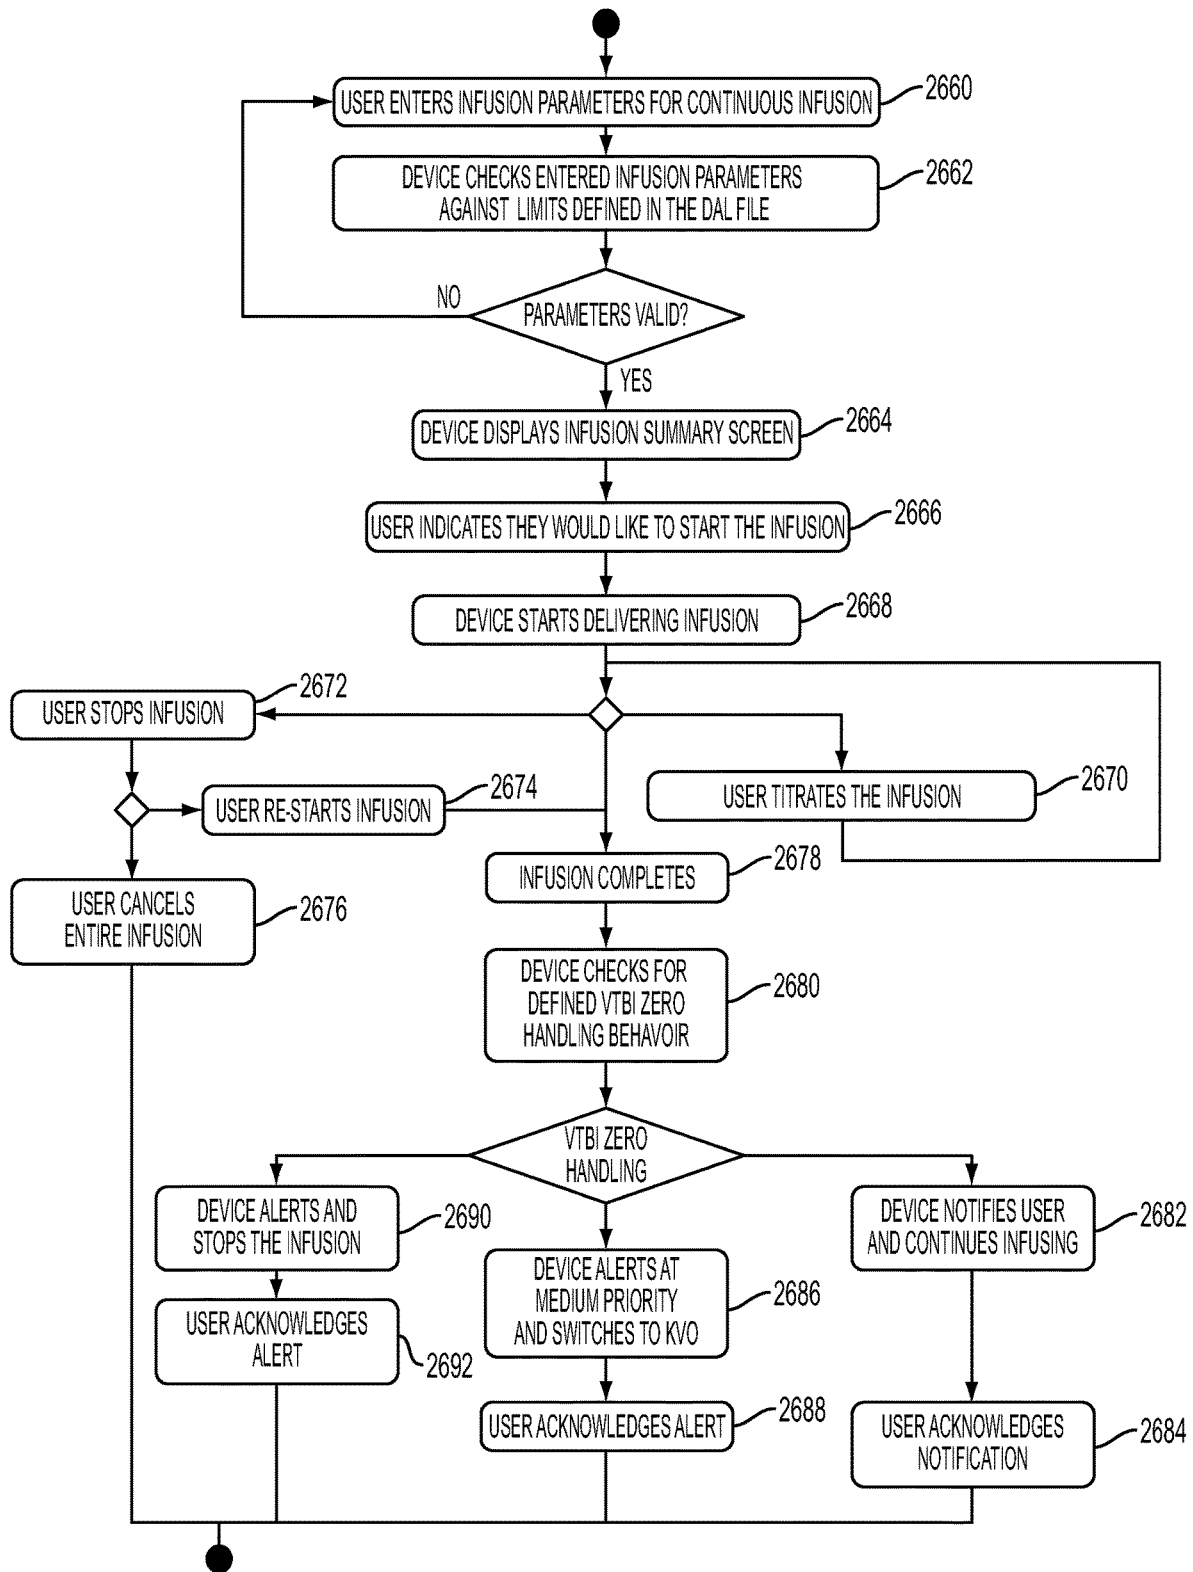 USER ENTERS INFUSION PARAMETERS FOR CONTINUOUS INFUSION
2660
DEVICE CHECKS ENTERED INFUSION PARAMETERS
AGAINST LIMITS DEFINED IN THE DAL FILE
2662
NO
PARAMETERS VALID?
YES
DEVICE DISPLAYS INFUSION SUMMARY SCREEN
2664
USER INDICATES THEY WOULD LIKE TO START THE INFUSION
2666
DEVICE STARTS DELIVERING INFUSION
2668
USER STOPS INFUSION
2672
USER RE-STARTS INFUSION
2674
USER TITRATES THE INFUSION
2670
INFUSION COMPLETES
2678
USER CANCELS
ENTIRE INFUSION
2676
DEVICE CHECKS FOR
DEFINED VTBI ZERO
HANDLING BEHAVOIR
2680
VTBI ZERO
HANDLING
DEVICE ALERTS AND
STOPS THE INFUSION
2690
DEVICE NOTIFIES USER
AND CONTINUES INFUSING
2682
DEVICE ALERTS AT
MEDIUM PRIORITY
AND SWITCHES TO KVO
2686
USER ACKNOWLEDGES
ALERT
2692
USER ACKNOWLEDGES ALERT
2688
USER ACKNOWLEDGES
NOTIFICATION
2684